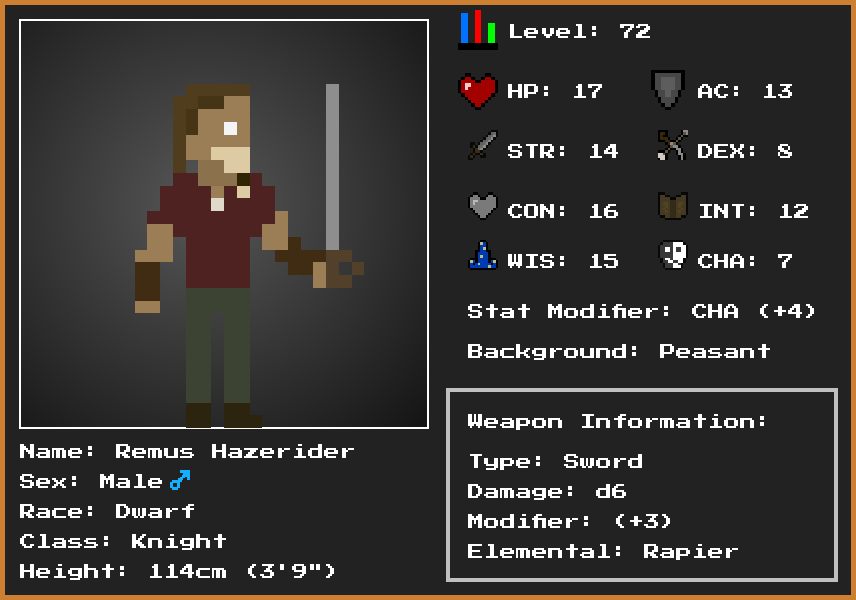 Level: 72
HP: 17
AC: 13
STR: 14
DEX: 8
CON: 16
INT: 12
WIS: 15
CHA: 7
Stat Modifier: CHA (+4)
Background: Peasant
Weapon Information:
Type: Sword
Damage: d6
Modifier: (+3)
Elemental: Rapier
Name: Remus Hazerider
Sex: Male ♂
Race: Dwarf
Class: Knight
Height: 114cm (3'9")